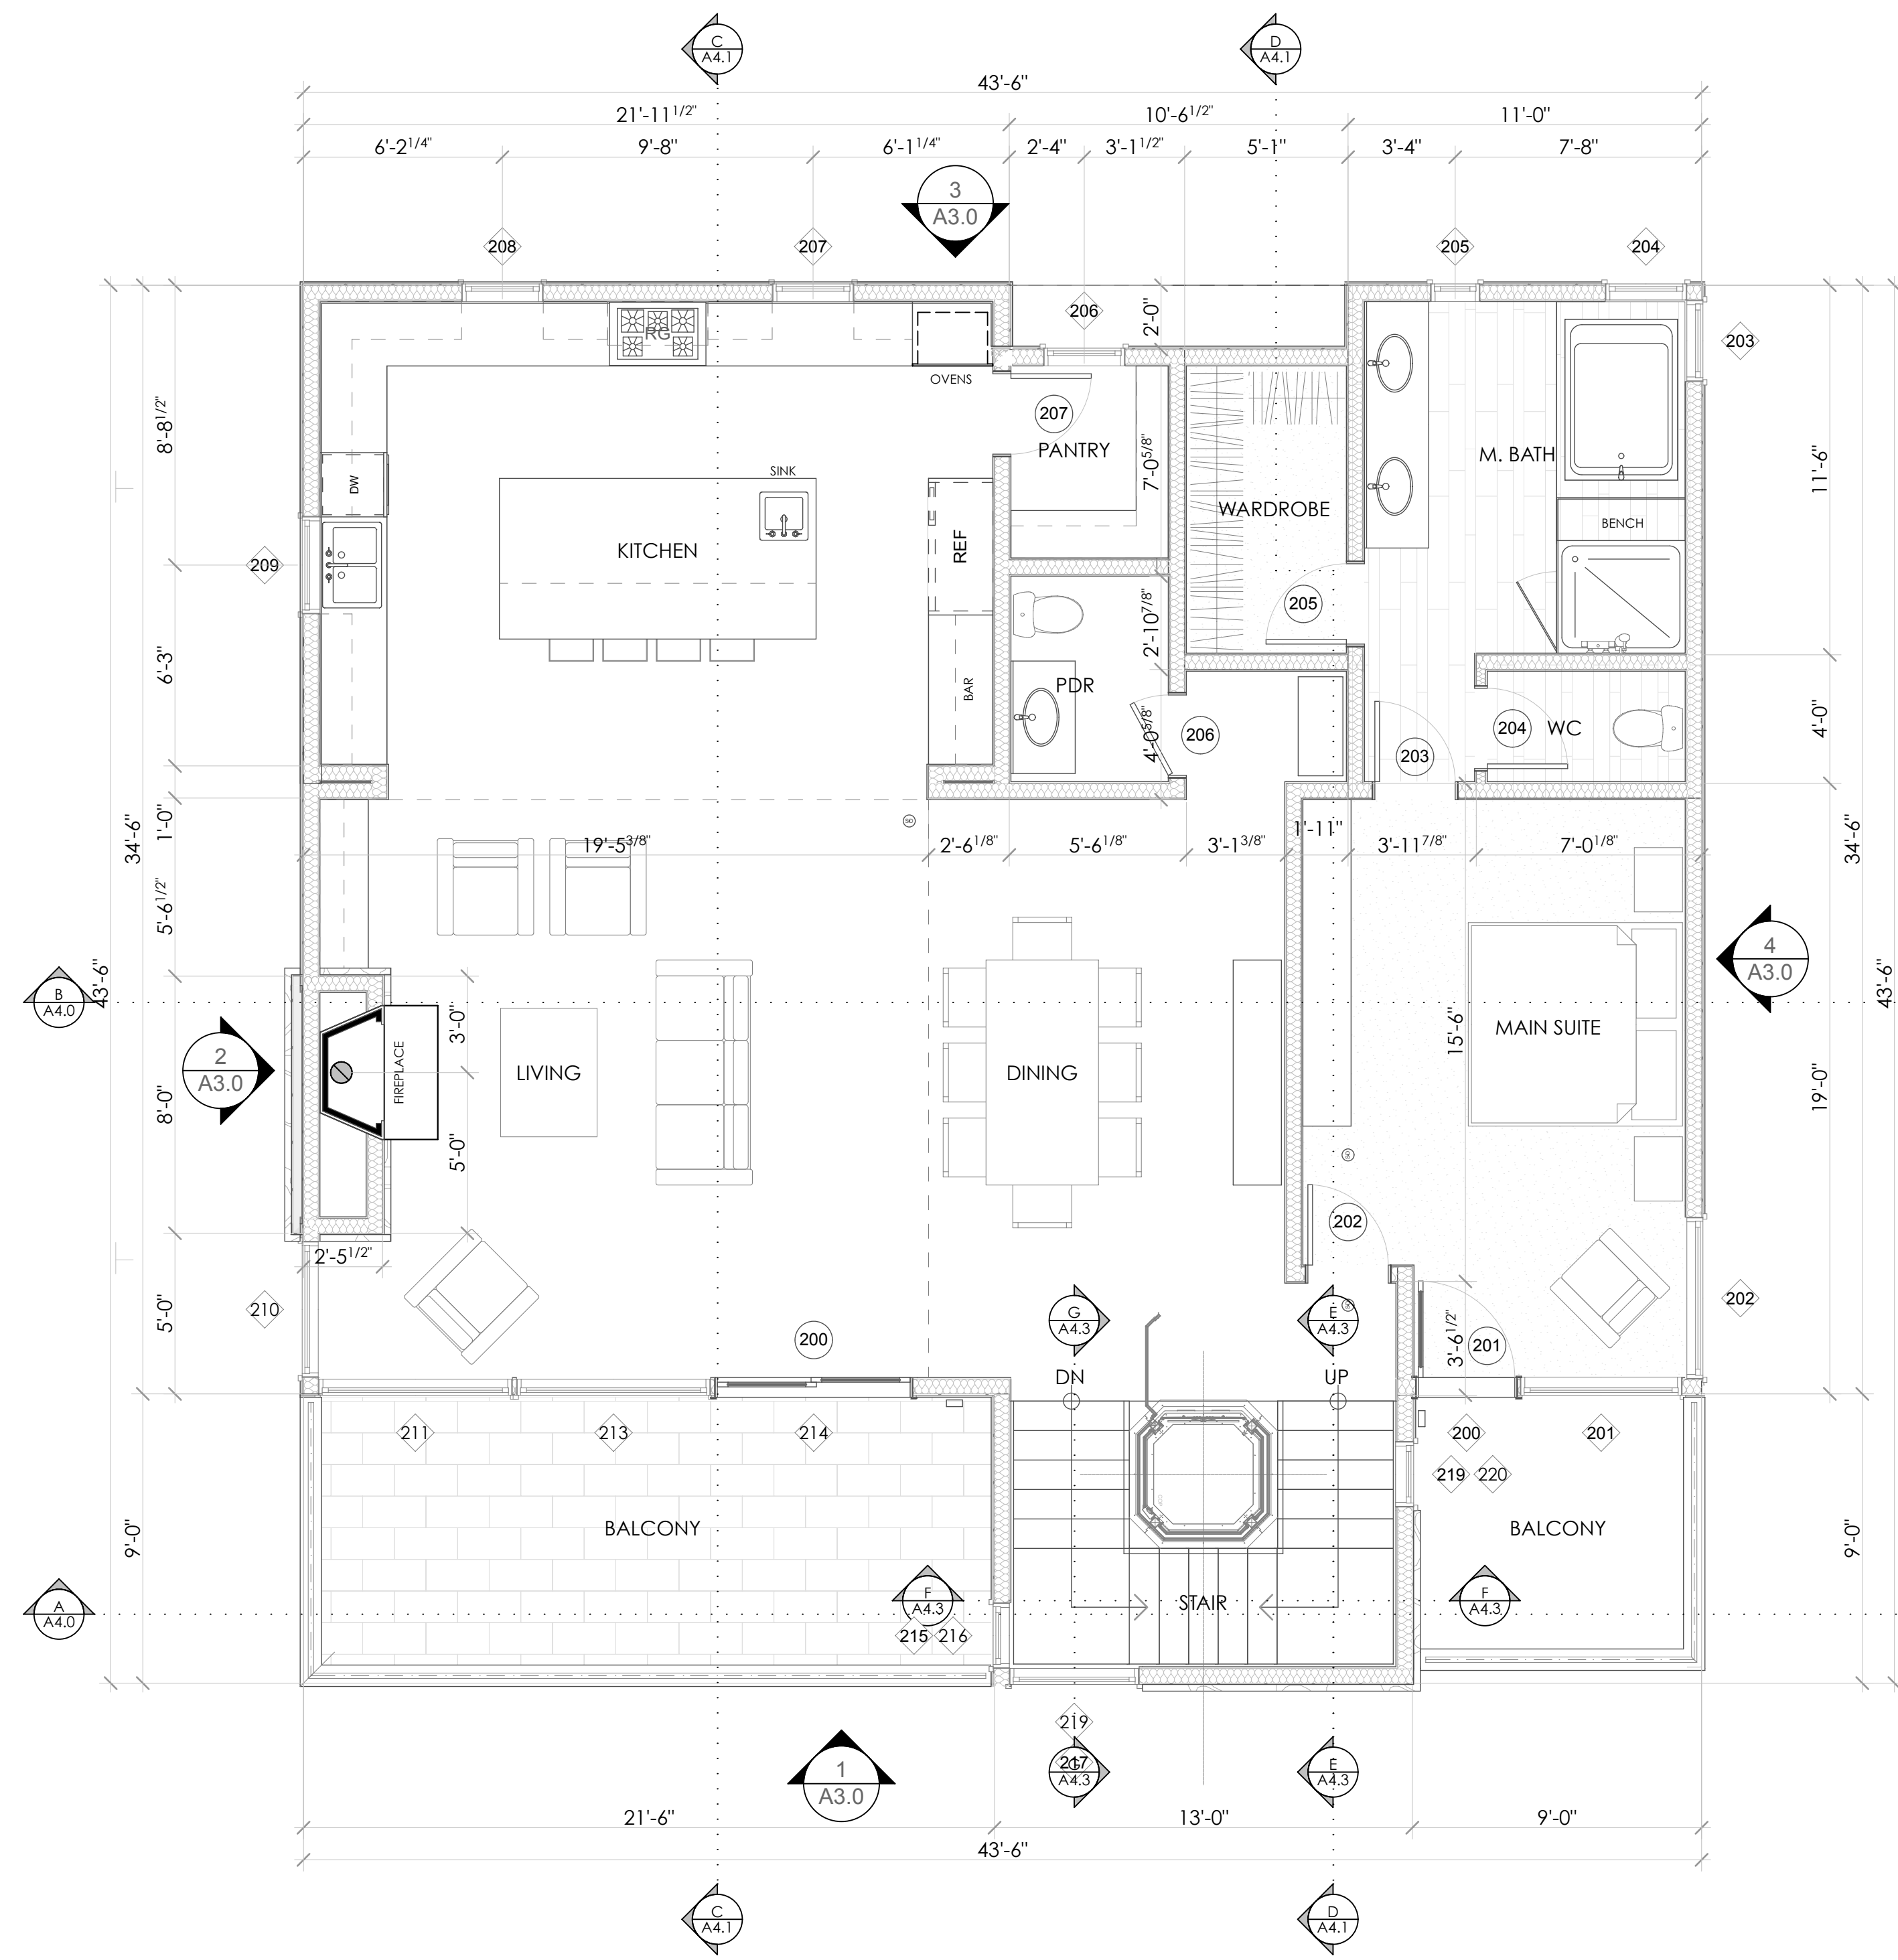 C
A4.1
D
A4.1
43'-6"
21'-11 1/2"
10'-6 1/2"
11'-0"
6'-2 1/4"
9'-8"
6'-1 1/4"
2'-4"
3'-1 1/2"
5'-1"
3'-4"
7'-8"
3
A3.0
208
207
205
204
206
2'-0"
203
RG
OVENS
207
PANTRY
7'-0 5/8"
WARDROBE
M. BATH
8'-8 1/2"
11'-6"
DW
SINK
BENCH
KITCHEN
REF
209
205
2'-10 7/8"
6'-3"
PDR
BAR
4'-0 5/8"
206
203
204
WC
4'-0"
1'-0"
34'-6"
34'-6"
19'-5 3/8"
2'-6 1/8"
5'-6 1/8"
3'-1 3/8"
1'-11"
3'-11 7/8"
7'-0 1/8"
SD
5'-6 1/2"
4
A3.0
B
A4.0
43'-6"
43'-6"
3'-0"
15'-6"
MAIN SUITE
2
A3.0
FIREPLACE
LIVING
DINING
8'-0"
19'-0"
5'-0"
SD
202
2'-5 1/2"
210
5'-0"
200
G
A4.3
E
A4.3
SD
202
3'-6 1/2"
201
DN
UP
211
213
214
200
201
219
220
BALCONY
BALCONY
9'-0"
9'-0"
A
A4.0
F
A4.3
STAIR
F
A4.3
215
216
219
217
G
A4.3
E
A4.3
1
A3.0
21'-6"
13'-0"
9'-0"
43'-6"
C
A4.1
D
A4.1